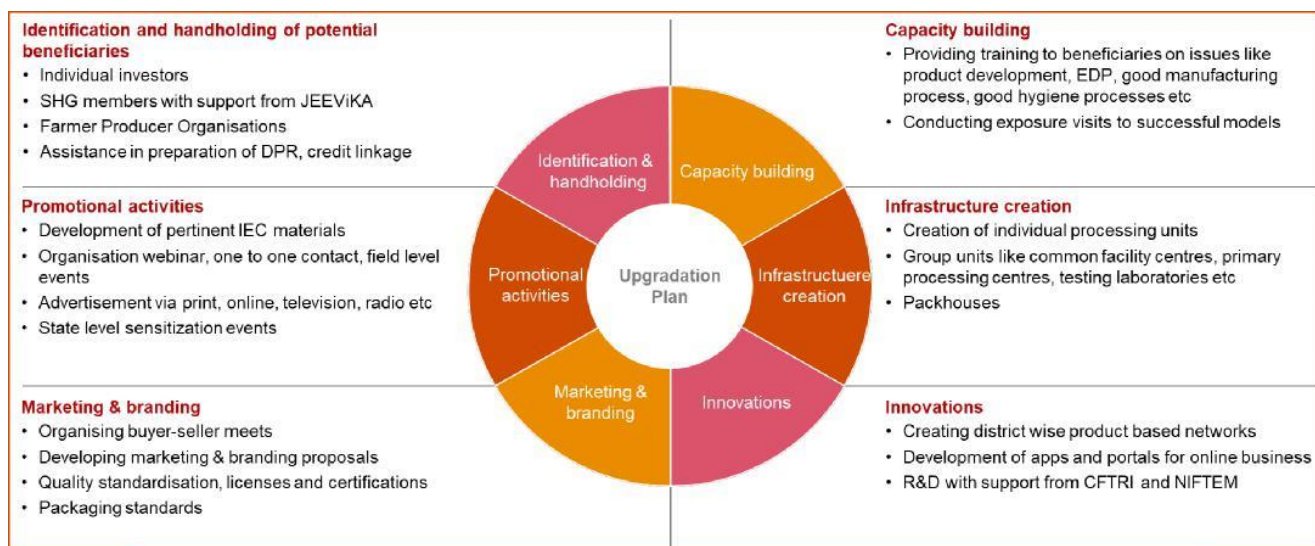 Identification and handholding of potential
beneficiaries
• Individual investors
• SHG members with support from JEEViKA
• Farmer Producer Organisations
• Assistance in preparation of DPR, credit linkage
Promotional activities
• Development of pertinent IEC materials
• Organisation webinar, one to one contact, field level
events
• Advertisement via print, online, television, radio etc
• State level sensitization events
Marketing & branding
• Organising buyer-seller meets
• Developing marketing & branding proposals
• Quality standardisation, licenses and certifications
• Packaging standards
Identification &
handholding
Capacity building
Promotional
activities
Upgradation
Plan
Infrastructuere
creation
Marketing &
branding
Innovations
Capacity building
• Providing training to beneficiaries on issues like
product development, EDP, good manufacturing
process, good hygiene processes etc
• Conducting exposure visits to successful models
Infrastructure creation
• Creation of individual processing units
• Group units like common facility centres, primary
processing centres, testing laboratories etc
• Packhouses
Innovations
• Creating district wise product based networks
• Development of apps and portals for online business
• R&D with support from CFTRI and NIFTEM